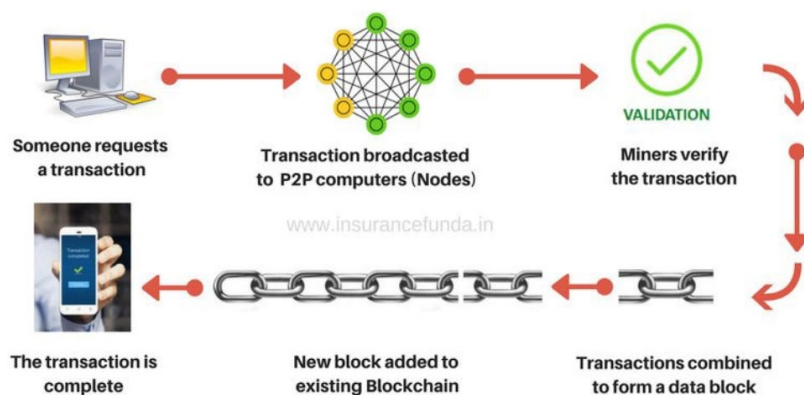 Someone requests
a transaction
Transaction broadcasted
to P2P computers (Nodes)
VALIDATION
Miners verify
the transaction
www.insurancefunda.in
Transaction
completed
The transaction is
complete
New block added to
existing Blockchain
Transactions combined
to form a data block